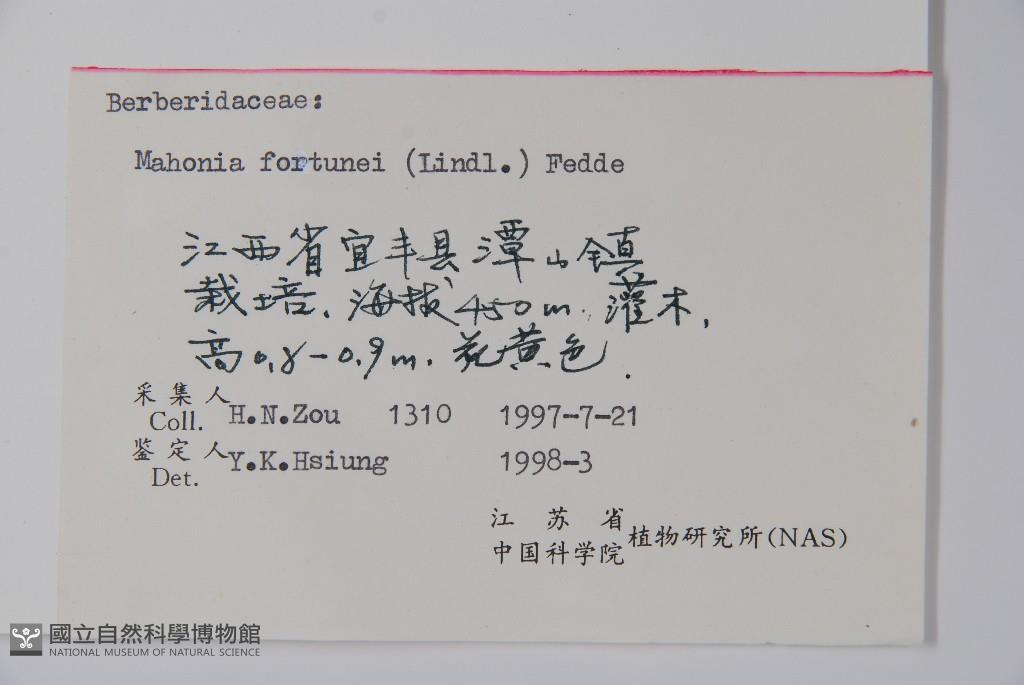 Berberidaceae:
Mahonia fortunei (Lindl.) Fedde
江西省宜丰县潭山镇
栽培、海拔450m.灌木,
高0.8-0.9m.花黄色.
采集人
Coll. H.N.Zou 1310 1997-7-21
鉴定人
Det. Y.K.Hsiung 1998-3
江苏省
中国科学院 植物研究所(NAS)
國立自然科學博物館
NATIONAL MUSEUM OF NATURAL SCIENCE